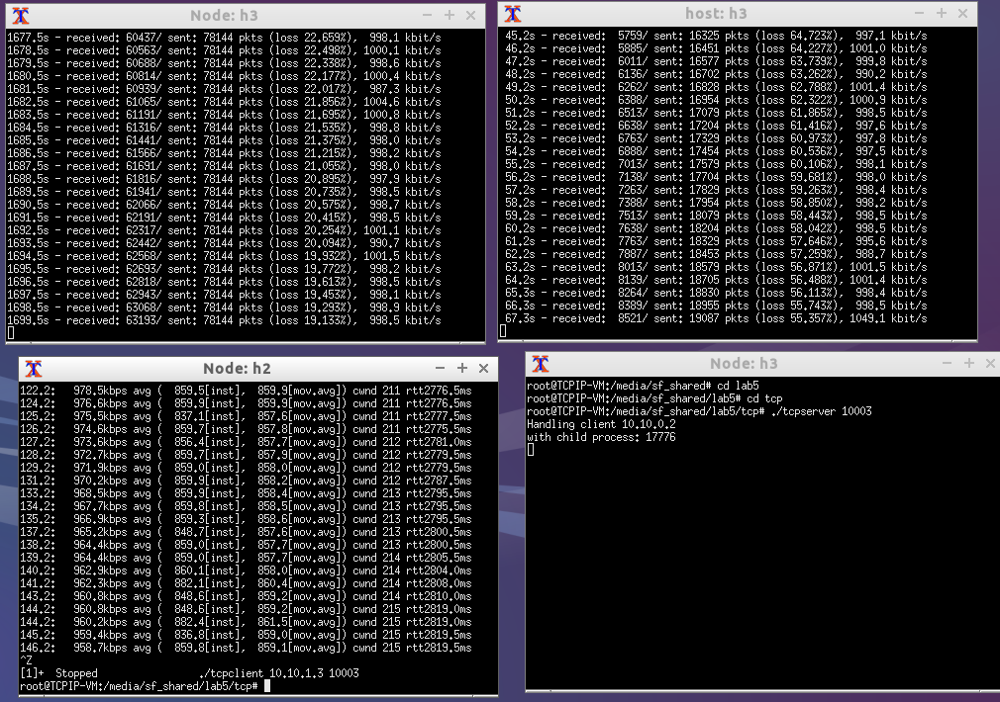 Node: h3
1677.5s - received: 60437/ sent: 78144 pkts (loss 22.659%),  998.1 kbit/s
1678.5s - received: 60563/ sent: 78144 pkts (loss 22.498%), 1000.1 kbit/s
1679.5s - received: 60688/ sent: 78144 pkts (loss 22.338%),  998.6 kbit/s
1680.5s - received: 60814/ sent: 78144 pkts (loss 22.177%), 1000.4 kbit/s
1681.5s - received: 60939/ sent: 78144 pkts (loss 22.017%),  987.3 kbit/s
1682.5s - received: 61065/ sent: 78144 pkts (loss 21.856%), 1004.6 kbit/s
1683.5s - received: 61191/ sent: 78144 pkts (loss 21.695%), 1000.8 kbit/s
1684.5s - received: 61316/ sent: 78144 pkts (loss 21.535%),  998.8 kbit/s
1685.5s - received: 61441/ sent: 78144 pkts (loss 21.375%),  998.0 kbit/s
1686.5s - received: 61566/ sent: 78144 pkts (loss 21.215%),  998.2 kbit/s
1687.5s - received: 61691/ sent: 78144 pkts (loss 21.055%),  998.0 kbit/s
1688.5s - received: 61816/ sent: 78144 pkts (loss 20.895%),  997.9 kbit/s
1689.5s - received: 61941/ sent: 78144 pkts (loss 20.735%),  998.5 kbit/s
1690.5s - received: 62066/ sent: 78144 pkts (loss 20.575%),  998.7 kbit/s
1691.5s - received: 62191/ sent: 78144 pkts (loss 20.415%),  998.5 kbit/s
1692.5s - received: 62317/ sent: 78144 pkts (loss 20.254%), 1001.1 kbit/s
1693.5s - received: 62442/ sent: 78144 pkts (loss 20.094%),  990.7 kbit/s
1694.5s - received: 62568/ sent: 78144 pkts (loss 19.932%), 1001.5 kbit/s
1695.5s - received: 62693/ sent: 78144 pkts (loss 19.772%),  998.2 kbit/s
1696.5s - received: 62818/ sent: 78144 pkts (loss 19.613%),  998.5 kbit/s
1697.5s - received: 62943/ sent: 78144 pkts (loss 19.453%),  998.1 kbit/s
1698.5s - received: 63068/ sent: 78144 pkts (loss 19.293%),  998.9 kbit/s
1699.5s - received: 63193/ sent: 78144 pkts (loss 19.133%),  998.5 kbit/s
host: h3
45.2s - received:  5759/ sent: 16325 pkts (loss 64.723%),  997.1 kbit/s
46.2s - received:  5885/ sent: 16451 pkts (loss 64.227%), 1001.0 kbit/s
47.2s - received:  6011/ sent: 16577 pkts (loss 63.739%),  999.8 kbit/s
48.2s - received:  6136/ sent: 16702 pkts (loss 63.262%),  990.2 kbit/s
49.2s - received:  6262/ sent: 16828 pkts (loss 62.788%), 1001.4 kbit/s
50.2s - received:  6388/ sent: 16954 pkts (loss 62.322%), 1000.9 kbit/s
51.2s - received:  6513/ sent: 17079 pkts (loss 61.865%),  998.5 kbit/s
52.2s - received:  6638/ sent: 17204 pkts (loss 61.416%),  997.6 kbit/s
53.2s - received:  6763/ sent: 17329 pkts (loss 60.973%),  997.8 kbit/s
54.2s - received:  6888/ sent: 17454 pkts (loss 60.536%),  997.5 kbit/s
55.2s - received:  7013/ sent: 17579 pkts (loss 60.106%),  998.1 kbit/s
56.2s - received:  7138/ sent: 17704 pkts (loss 59.681%),  998.0 kbit/s
57.2s - received:  7263/ sent: 17829 pkts (loss 59.263%),  998.4 kbit/s
58.2s - received:  7388/ sent: 17954 pkts (loss 58.850%),  998.2 kbit/s
59.2s - received:  7513/ sent: 18079 pkts (loss 58.443%),  998.5 kbit/s
60.2s - received:  7638/ sent: 18204 pkts (loss 58.042%),  998.5 kbit/s
61.2s - received:  7763/ sent: 18329 pkts (loss 57.646%),  995.6 kbit/s
62.2s - received:  7887/ sent: 18453 pkts (loss 57.259%),  988.7 kbit/s
63.2s - received:  8013/ sent: 18579 pkts (loss 56.871%), 1001.5 kbit/s
64.2s - received:  8139/ sent: 18705 pkts (loss 56.488%), 1001.4 kbit/s
65.3s - received:  8264/ sent: 18830 pkts (loss 56.113%),  998.4 kbit/s
66.3s - received:  8389/ sent: 18955 pkts (loss 55.743%),  998.5 kbit/s
67.3s - received:  8521/ sent: 19087 pkts (loss 55.357%), 1049.1 kbit/s
Node: h2
122.2:   978.5kbps avg (  859.5[inst],  859.9[mov.avg]) cwnd 211 rtt2776.5ms
124.2:   976.6kbps avg (  859.9[inst],  858.9[mov.avg]) cwnd 211 rtt2776.5ms
125.2:   975.5kbps avg (  837.1[inst],  857.6[mov.avg]) cwnd 211 rtt2777.5ms
126.2:   974.6kbps avg (  859.7[inst],  857.8[mov.avg]) cwnd 211 rtt2775.5ms
127.2:   973.6kbps avg (  856.4[inst],  857.7[mov.avg]) cwnd 212 rtt2781.0ms
128.2:   972.7kbps avg (  859.7[inst],  857.9[mov.avg]) cwnd 212 rtt2779.5ms
129.2:   971.9kbps avg (  859.0[inst],  858.0[mov.avg]) cwnd 212 rtt2779.5ms
131.2:   970.2kbps avg (  859.9[inst],  858.2[mov.avg]) cwnd 212 rtt2787.5ms
133.2:   968.5kbps avg (  859.9[inst],  858.4[mov.avg]) cwnd 213 rtt2795.5ms
134.2:   967.7kbps avg (  859.8[inst],  858.5[mov.avg]) cwnd 213 rtt2795.5ms
135.2:   966.9kbps avg (  859.3[inst],  858.6[mov.avg]) cwnd 213 rtt2795.5ms
137.2:   965.2kbps avg (  848.7[inst],  857.6[mov.avg]) cwnd 213 rtt2800.5ms
138.2:   964.4kbps avg (  859.0[inst],  857.7[mov.avg]) cwnd 213 rtt2800.5ms
139.2:   964.4kbps avg (  859.0[inst],  857.7[mov.avg]) cwnd 214 rtt2805.5ms
140.2:   962.9kbps avg (  860.1[inst],  858.0[mov.avg]) cwnd 214 rtt2804.0ms
141.2:   962.3kbps avg (  882.1[inst],  860.4[mov.avg]) cwnd 214 rtt2808.0ms
143.2:   960.8kbps avg (  848.6[inst],  859.2[mov.avg]) cwnd 214 rtt2810.0ms
144.2:   960.8kbps avg (  848.6[inst],  859.2[mov.avg]) cwnd 215 rtt2819.0ms
144.2:   960.2kbps avg (  882.4[inst],  861.5[mov.avg]) cwnd 215 rtt2819.0ms
145.2:   959.4kbps avg (  836.8[inst],  859.0[mov.avg]) cwnd 215 rtt2819.5ms
146.2:   958.7kbps avg (  859.8[inst],  859.1[mov.avg]) cwnd 215 rtt2819.5ms
^Z
[1]+  Stopped                 ./tcpclient 10.10.1.3 10003
root@TCPIP-VM:/media/sf_shared/lab5/tcp#
Node: h3
root@TCPIP-VM:/media/sf_shared# cd lab5
root@TCPIP-VM:/media/sf_shared/lab5# cd tcp
root@TCPIP-VM:/media/sf_shared/lab5/tcp# ./tcpserver 10003
Handling client 10.10.0.2
with child process: 17776